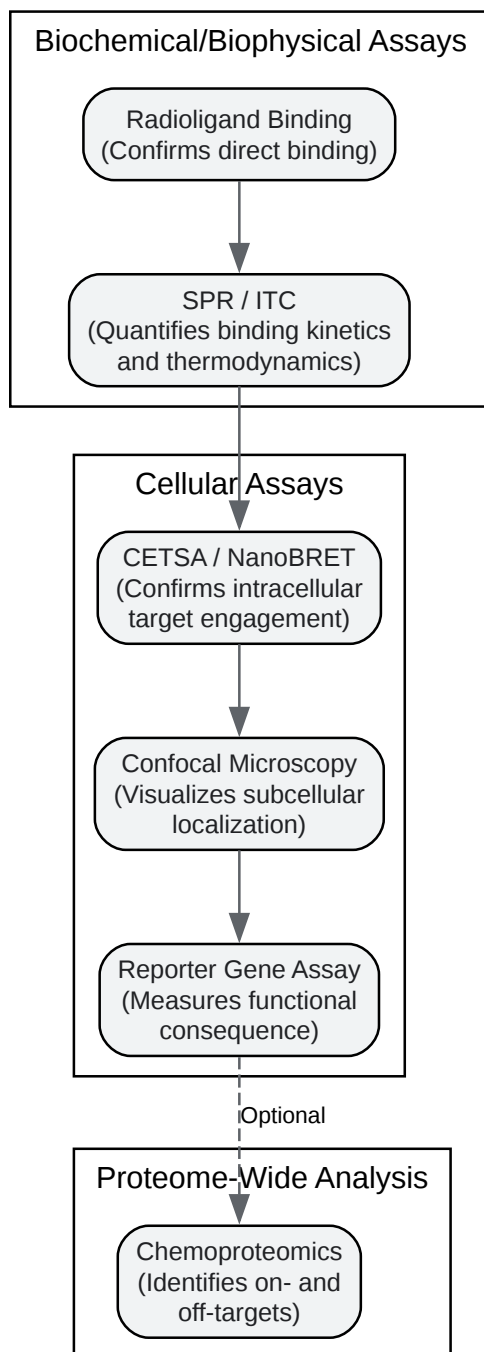 Biochemical/Biophysical Assays
Radioligand Binding
(Confirms direct binding)
SPR / ITC
(Quantifies binding kinetics
and thermodynamics)
Cellular Assays
CETSA / NanoBRET
(Confirms intracellular
target engagement)
Confocal Microscopy
(Visualizes subcellular
localization)
Reporter Gene Assay
(Measures functional
consequence)
Optional
Proteome-Wide Analysis
Chemoproteomics
(Identifies on- and
off-targets)